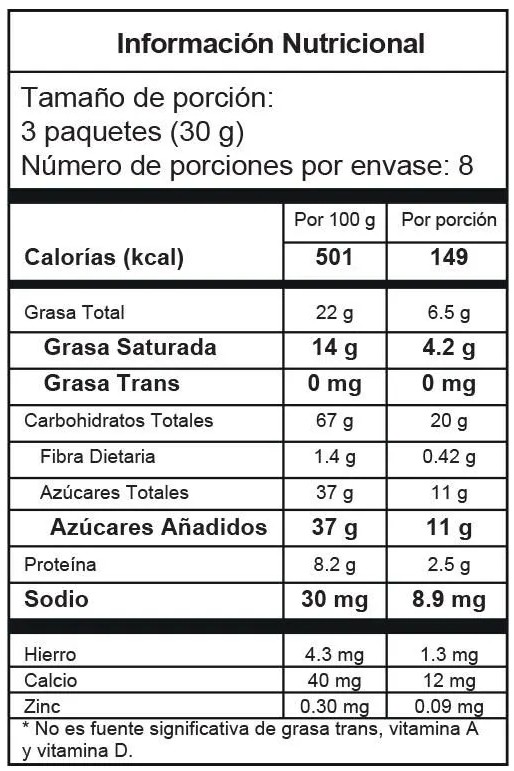 Información Nutricional
Tamaño de porción:
3 paquetes (30 g)
Número de porciones por envase: 8
Por 100 g Por porción
Calorías (kcal) 501 149
Grasa Total 22 g 6.5 g
Grasa Saturada 14 g 4.2 g
Grasa Trans 0 mg 0 mg
Carbohidratos Totales 67 g 20 g
Fibra Dietaria 1.4 g 0.42 g
Azúcares Totales 37 g 11 g
Azúcares Añadidos 37 g 11 g
Proteína 8.2 g 2.5 g
Sodio 30 mg 8.9 mg
Hierro 4.3 mg 1.3 mg
Calcio 40 mg 12 mg
Zinc 0.30 mg 0.09 mg
* No es fuente significativa de grasa trans, vitamina A
y vitamina D.